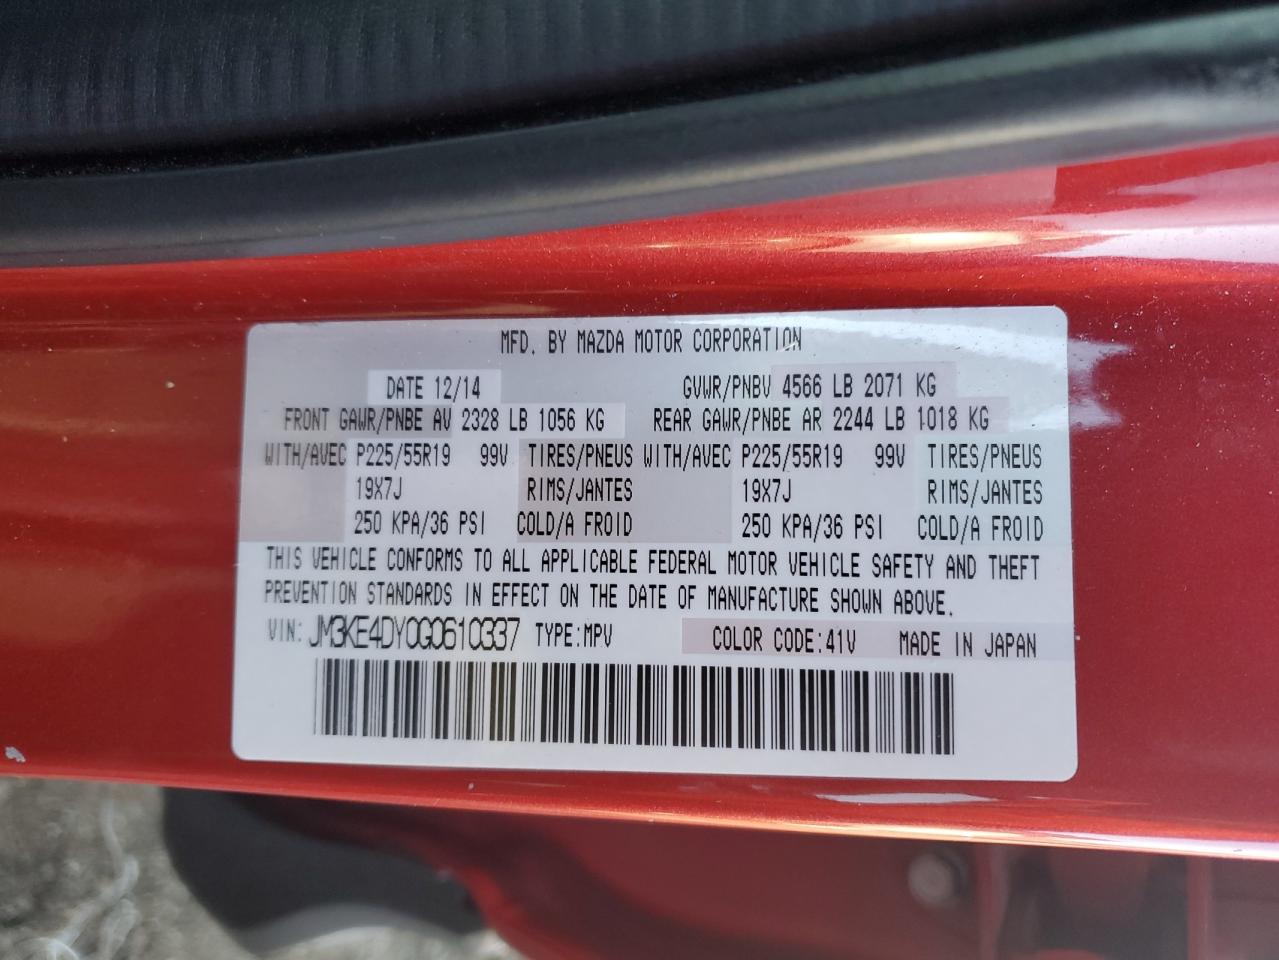 MFD. BY MAZDA MOTOR CORPORATION
DATE 12/14 GVWR/PNBV 4566 LB 2071 KG
FRONT GAWR/PNBE AV 2328 LB 1056 KG REAR GAWR/PNBE AR 2244 LB 1018 KG
WITH/AVEC P225/55R19 99V TIRES/PNEUS WITH/AVEC P225/55R19 99V TIRES/PNEUS
19X7J RIMS/JANTES 19X7J RIMS/JANTES
250 KPA/36 PSI COLD/A FROID 250 KPA/36 PSI COLD/A FROID
THIS VEHICLE CONFORMS TO ALL APPLICABLE FEDERAL MOTOR VEHICLE SAFETY AND THEFT
PREVENTION STANDARDS IN EFFECT ON THE DATE OF MANUFACTURE SHOWN ABOVE.
VIN: JM3KE4DY0G0610337 TYPE:MPV COLOR CODE:41V MADE IN JAPAN